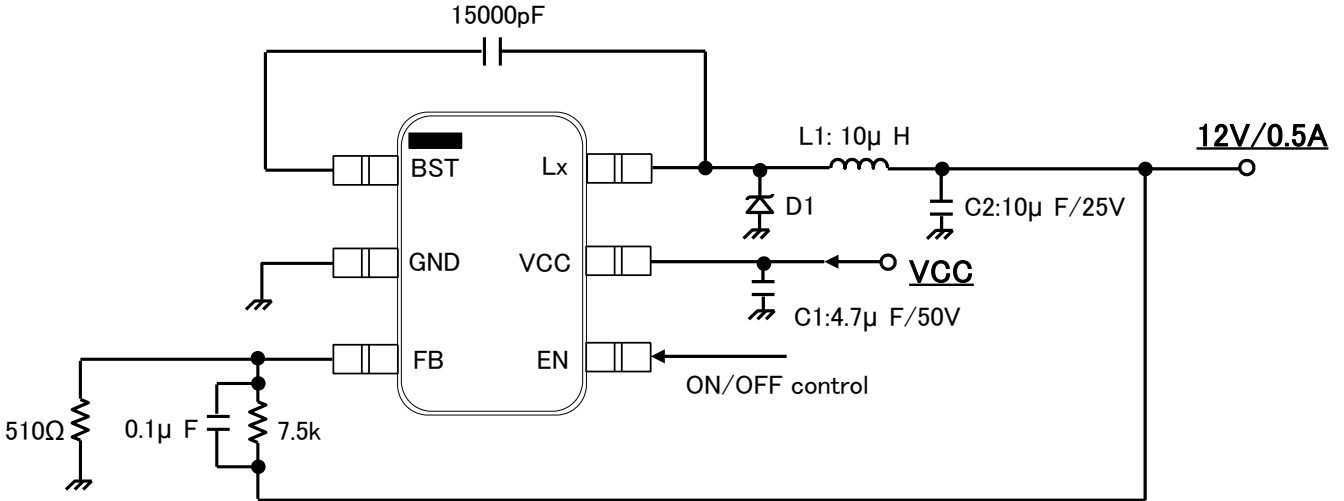 15000pF
L1: 10μ H
12V/0.5A
BST
Lx
D1
C2:10μ F/25V
GND
VCC
VCC
C1:4.7μ F/50V
FB
EN
ON/OFF control
510Ω
0.1μ F
7.5k